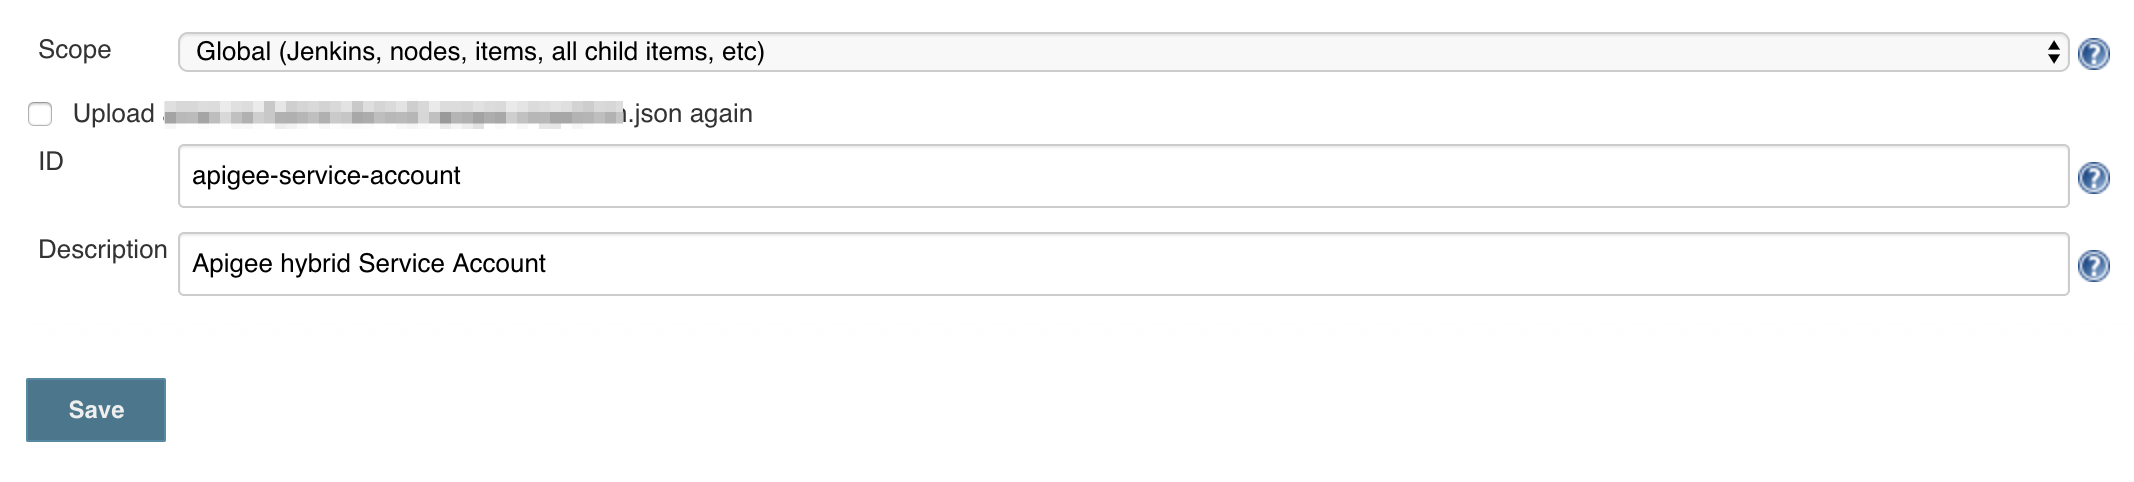 Scope Global (Jenkins, nodes, items, all child items, etc)
Upload .json again
ID apigee-service-account
Description Apigee hybrid Service Account
Save